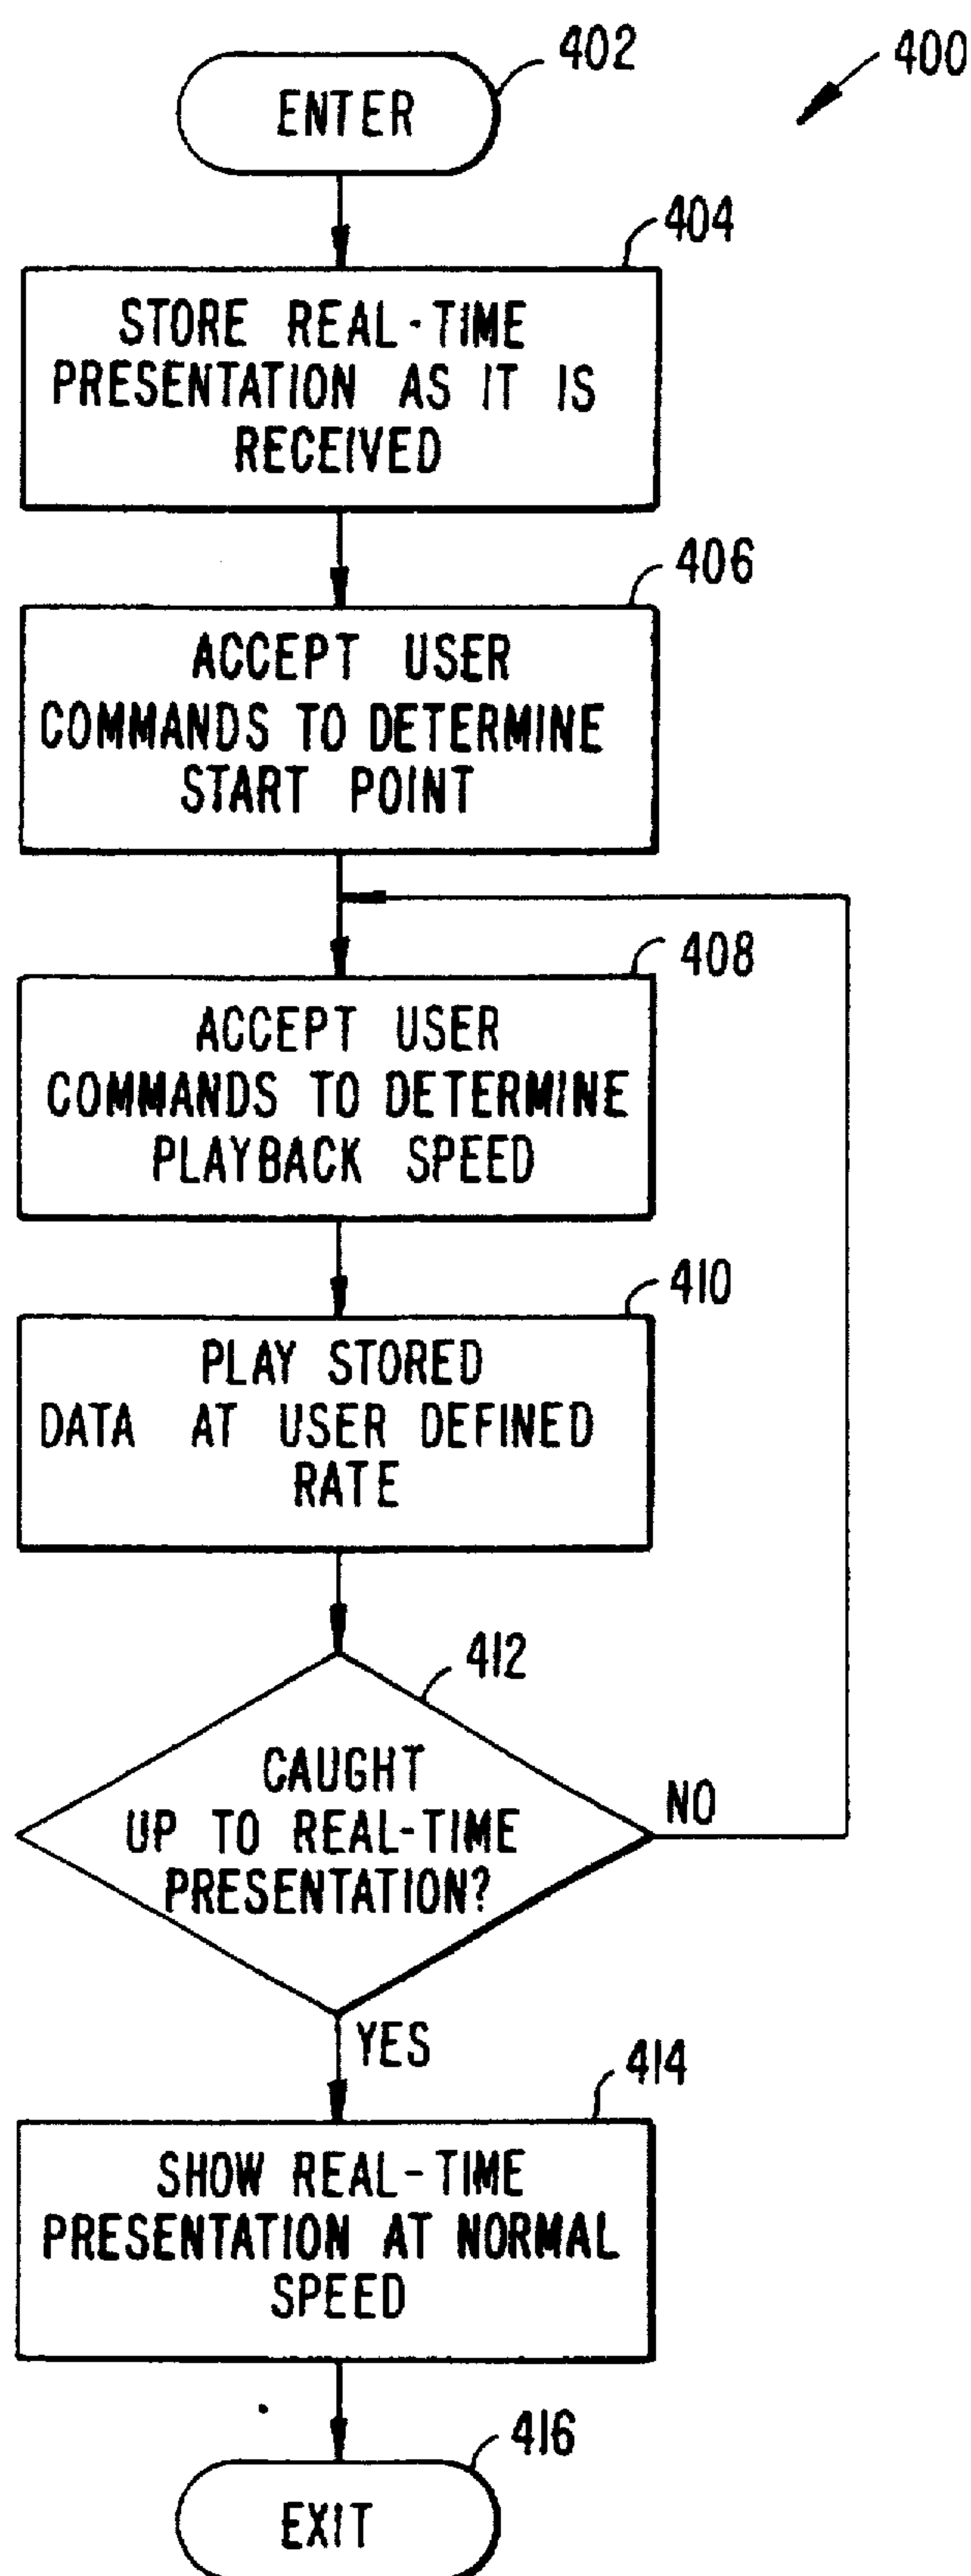 402
400
ENTER
404
STORE REAL-TIME
PRESENTATION AS IT IS
RECEIVED
406
ACCEPT USER
COMMANDS TO DETERMINE
START POINT
408
ACCEPT USER
COMMANDS TO DETERMINE
PLAYBACK SPEED
410
PLAY STORED
DATA AT USER DEFINED
RATE
412
CAUGHT
UP TO REAL-TIME
PRESENTATION?
NO
YES
414
SHOW REAL-TIME
PRESENTATION AT NORMAL
SPEED
416
EXIT